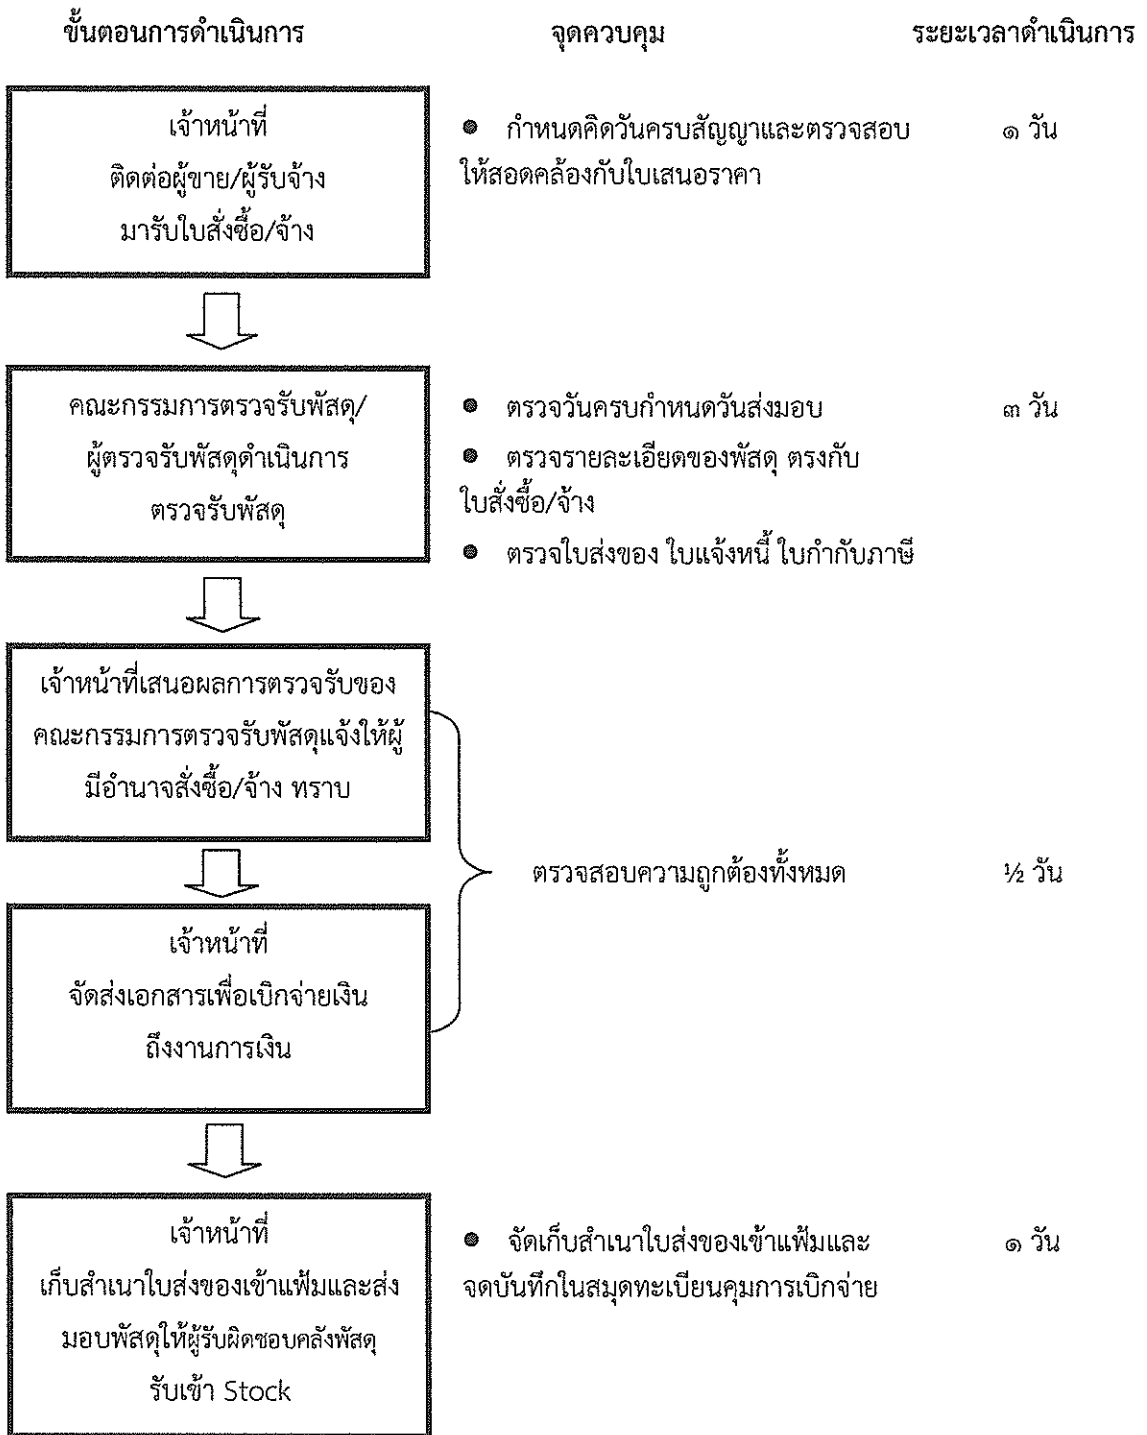 ขั้นตอนการดำเนินการ จุดควบคุม ระยะเวลาดำเนินการ
เจ้าหน้าที่
ติดต่อผู้ขาย/ผู้รับจ้าง
มารับใบสั่งซื้อ/จ้าง
● กำหนดคิดวันครบสัญญาและตรวจสอบ
ให้สอดคล้องกับใบเสนอราคา
๑ วัน
คณะกรรมการตรวจรับพัสดุ/
ผู้ตรวจรับพัสดุดำเนินการ
ตรวจรับพัสดุ
● ตรวจวันครบกำหนดวันส่งมอบ
● ตรวจรายละเอียดของพัสดุ ตรงกับ
ใบสั่งซื้อ/จ้าง
● ตรวจใบส่งของ ใบแจ้งหนี้ ใบกำกับภาษี
๓ วัน
เจ้าหน้าที่เสนอผลการตรวจรับของ
คณะกรรมการตรวจรับพัสดุแจ้งให้ผู้
มีอำนาจสั่งซื้อ/จ้าง ทราบ
ตรวจสอบความถูกต้องทั้งหมด
½ วัน
เจ้าหน้าที่
จัดส่งเอกสารเพื่อเบิกจ่ายเงิน
ถึงงานการเงิน
เจ้าหน้าที่
เก็บสำเนาใบส่งของเข้าแฟ้มและส่ง
มอบพัสดุให้ผู้รับผิดชอบคลังพัสดุ
รับเข้า Stock
● จัดเก็บสำเนาใบส่งของเข้าแฟ้มและ
จดบันทึกในสมุดทะเบียนคุมการเบิกจ่าย
๑ วัน